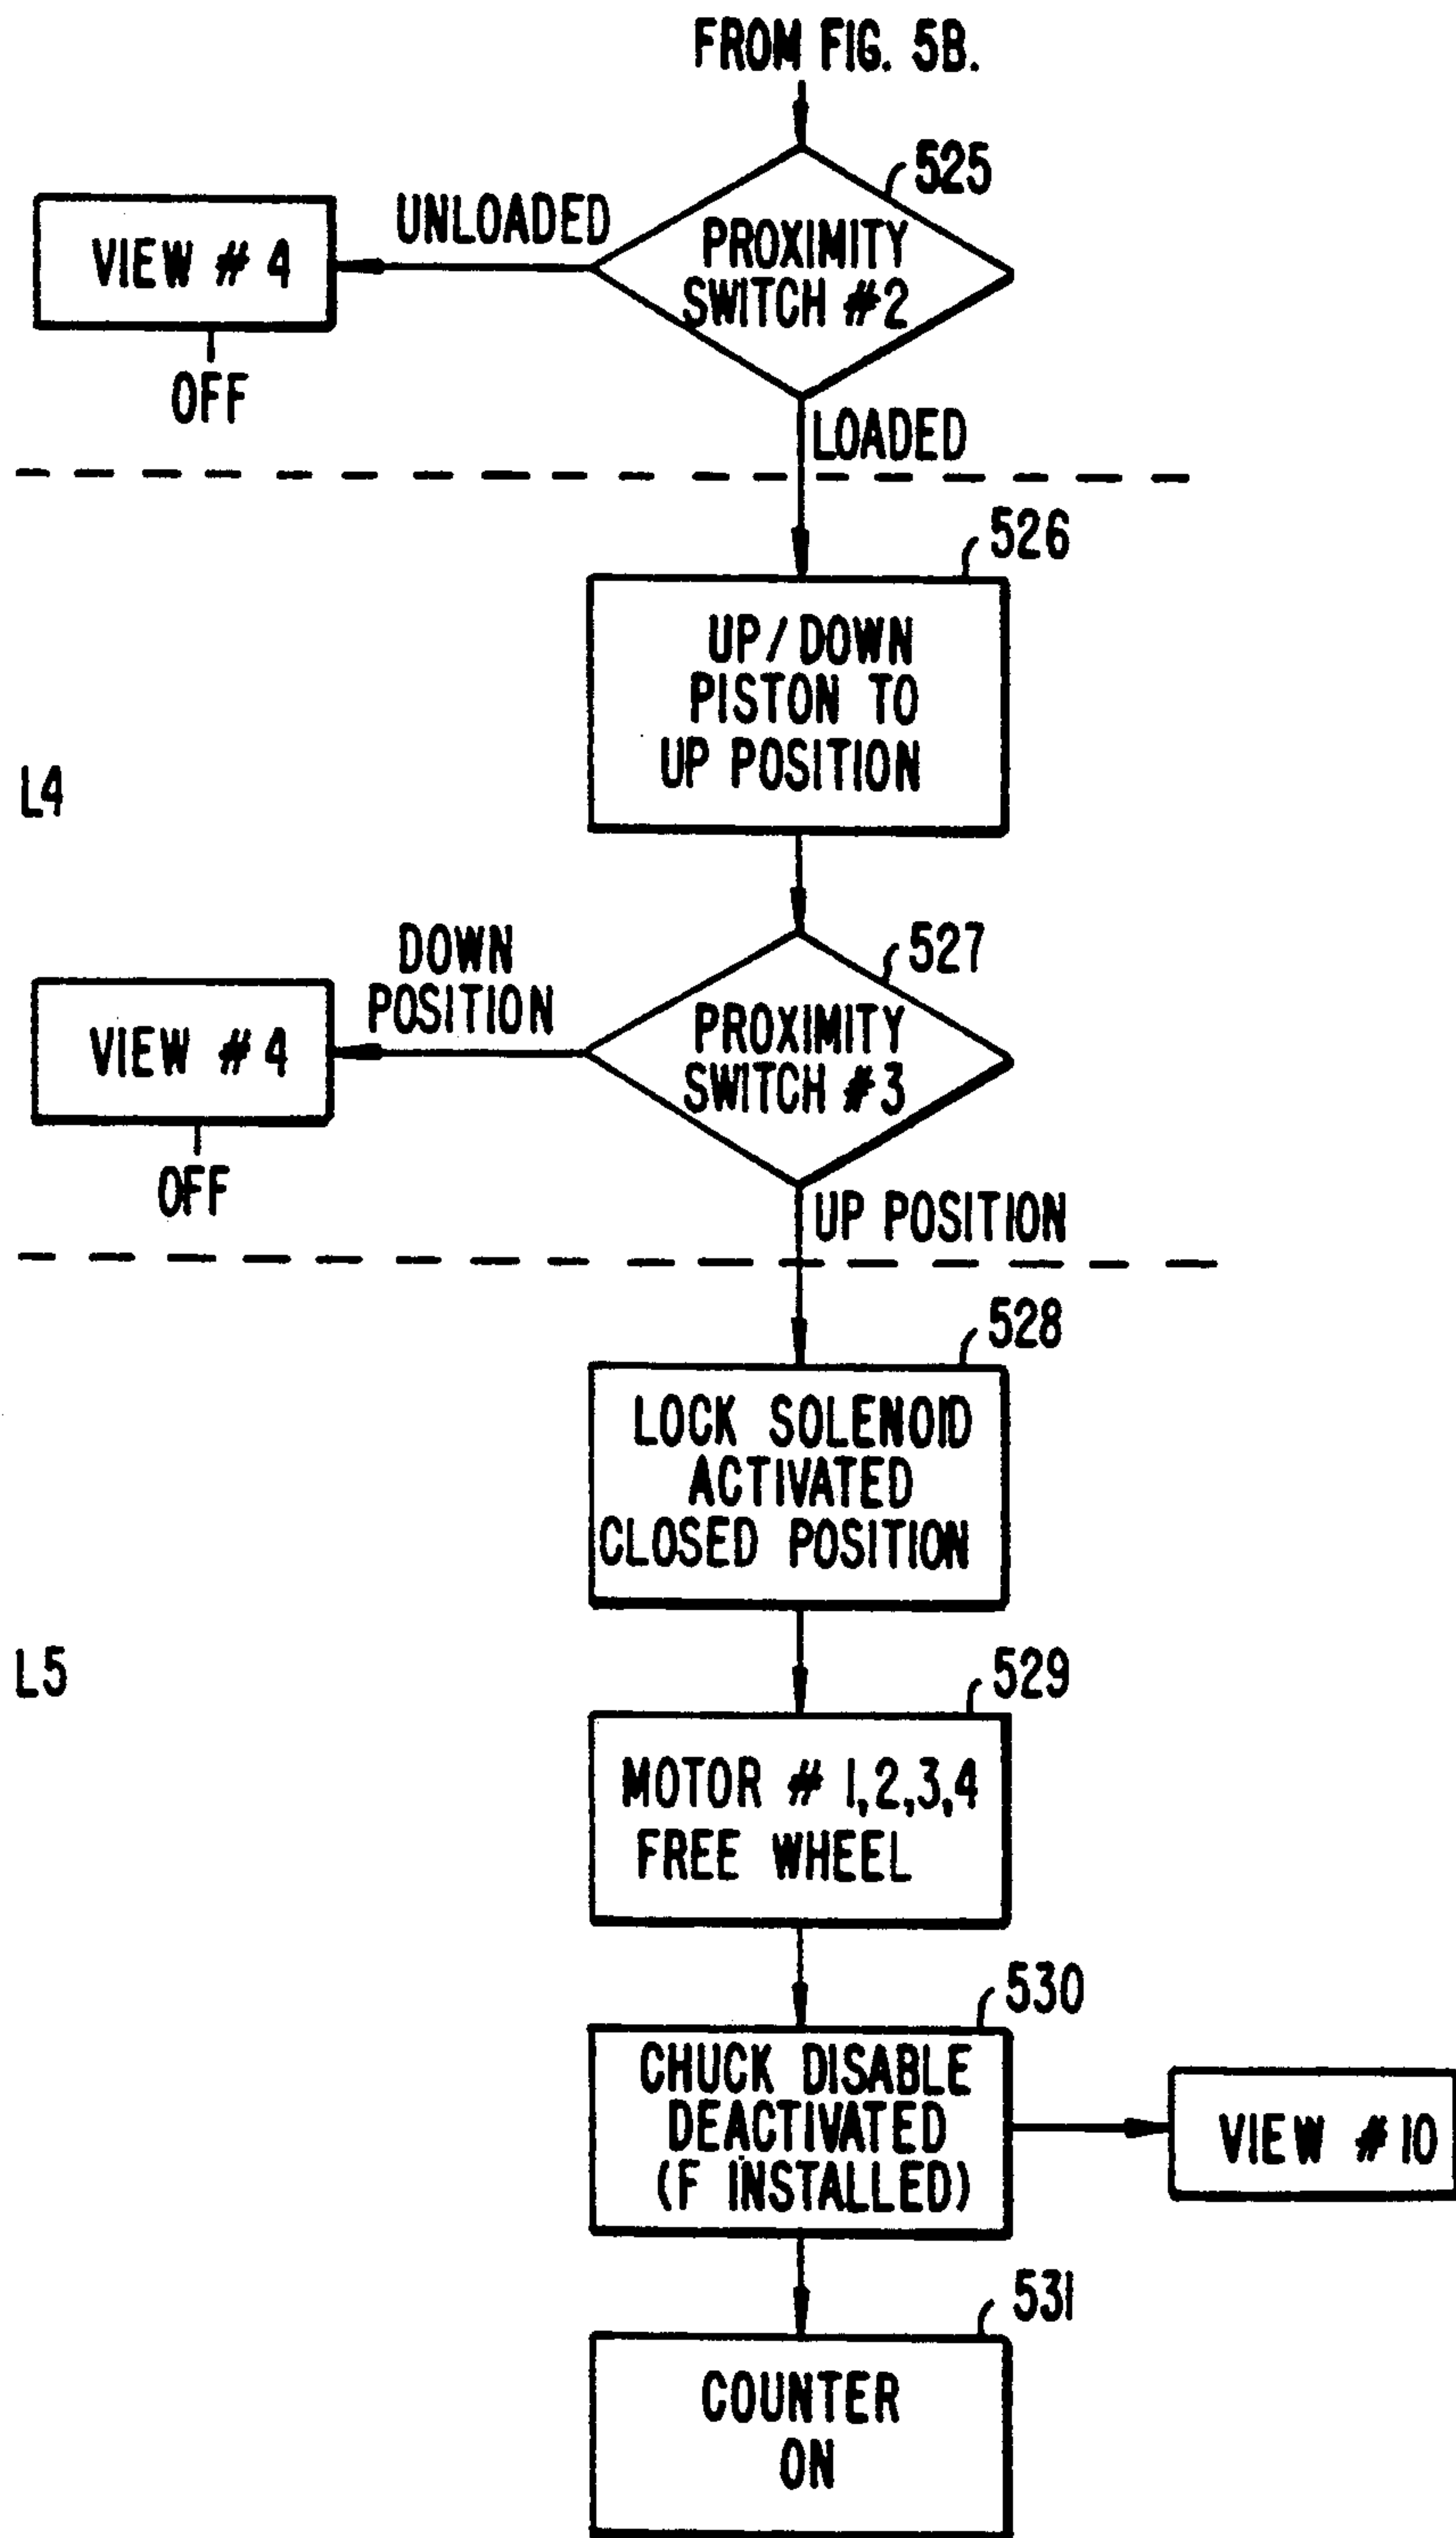 FROM FIG. 5B.
525
UNLOADED
VIEW # 4
PROXIMITY
SWITCH #2
OFF
LOADED
526
UP/DOWN
PISTON TO
UP POSITION
L4
527
DOWN
POSITION
VIEW # 4
PROXIMITY
SWITCH #3
OFF
UP POSITION
528
LOCK SOLENOID
ACTIVATED
CLOSED POSITION
L5
529
MOTOR # 1,2,3,4
FREE WHEEL
530
CHUCK DISABLE
DEACTIVATED
(F INSTALLED)
VIEW #10
531
COUNTER
ON